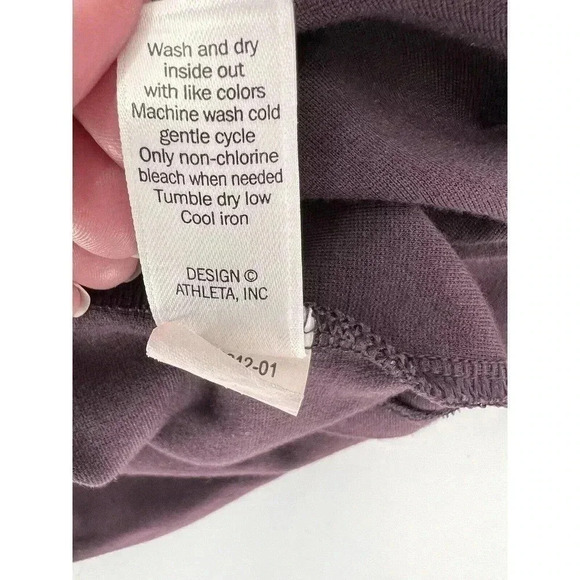 Wash and dry
inside out
with like colors
Machine wash cold
gentle cycle
Only non-chlorine
bleach when needed
Tumble dry low
Cool iron
DESIGN ©
ATHLETA, INC